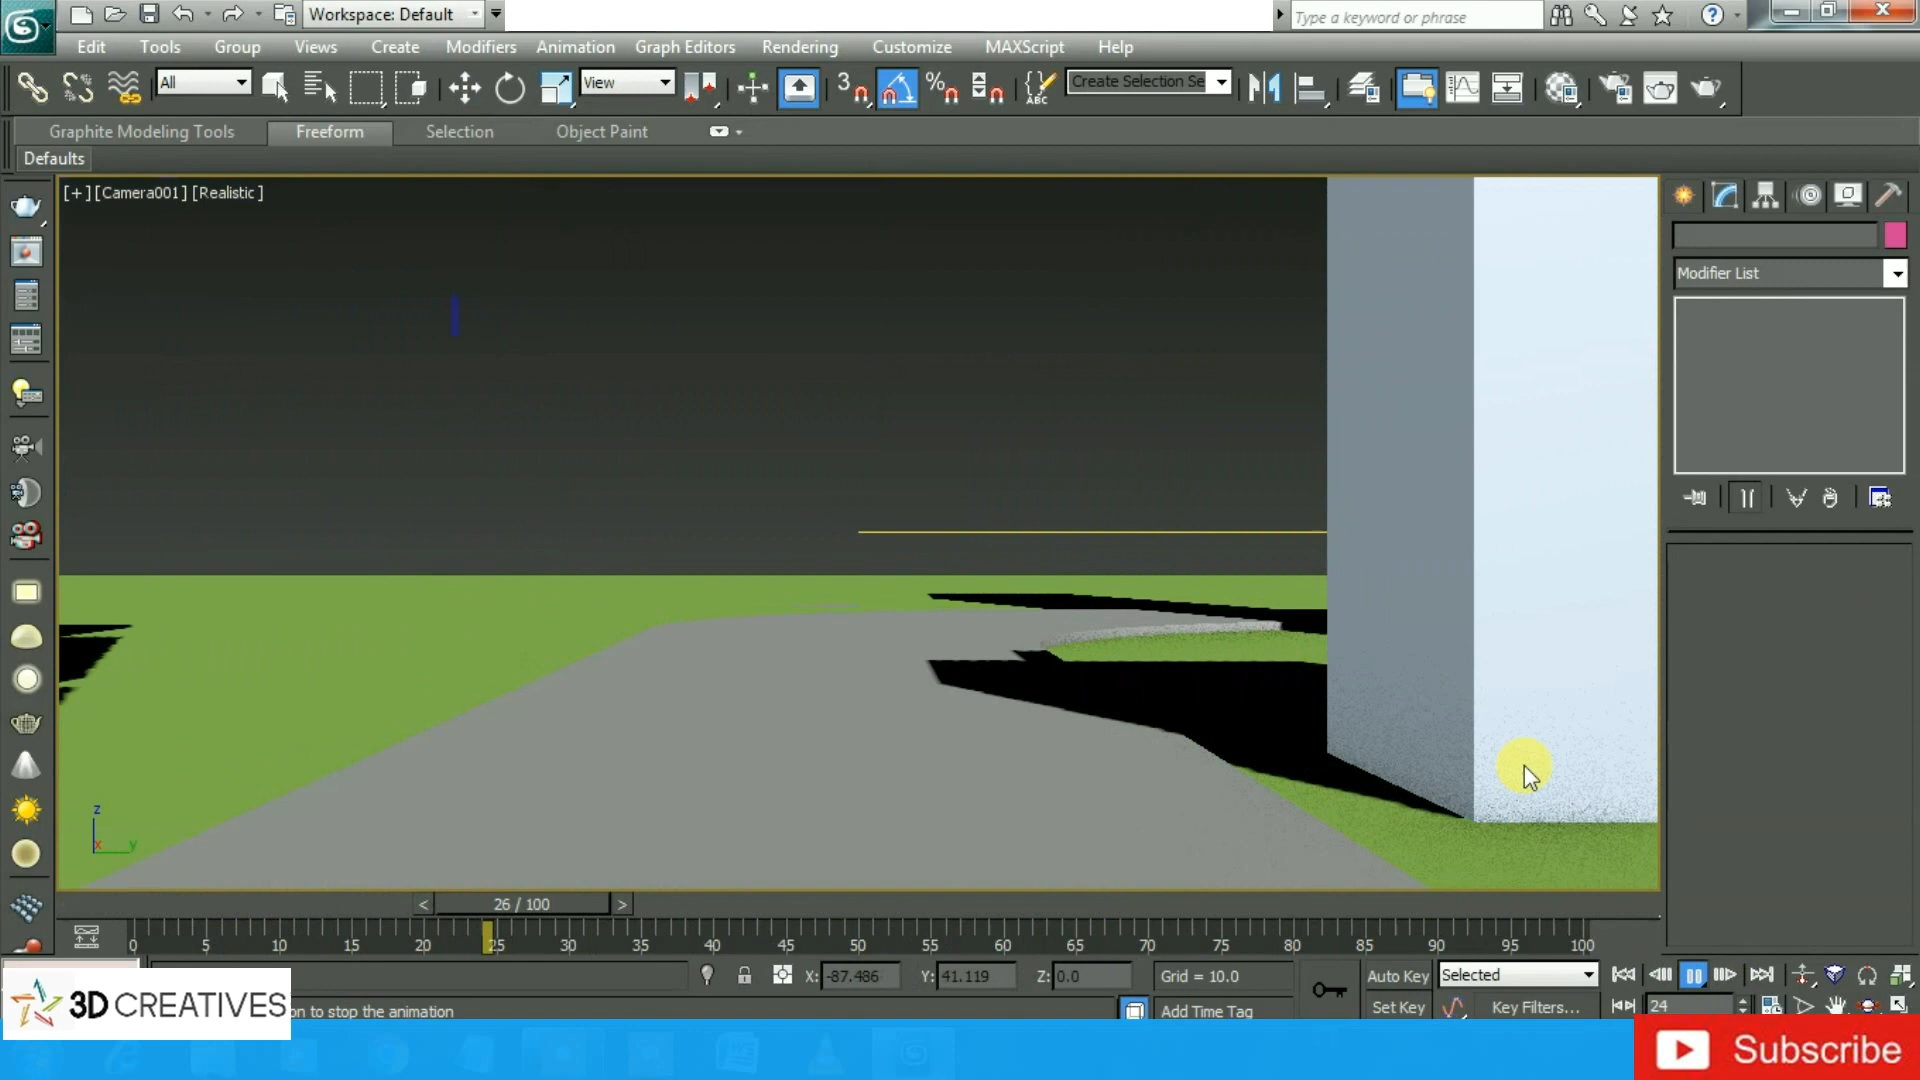 Workspace: Default
Type a keyword or phrase
Edit Tools Group Views Create Modifiers Animation Graph Editors Rendering Customize MAXScript Help
All
View
3
%
ABC
Create Selection Se
Graphite Modeling Tools Freeform Selection Object Paint
Defaults
[+][Camera001][Realistic]
Modifier List
z
x y
< 26 / 100 >
0 5 10 15 20 25 30 35 40 45 50 55 60 65 70 75 80 85 90 95 100
X: -87.486 Y: 41.119 Z: 0.0 Grid = 10.0 Auto Key Selected
3D CREATIVES
on to stop the animation Add Time Tag Set Key Key Filters... 24
Subscribe